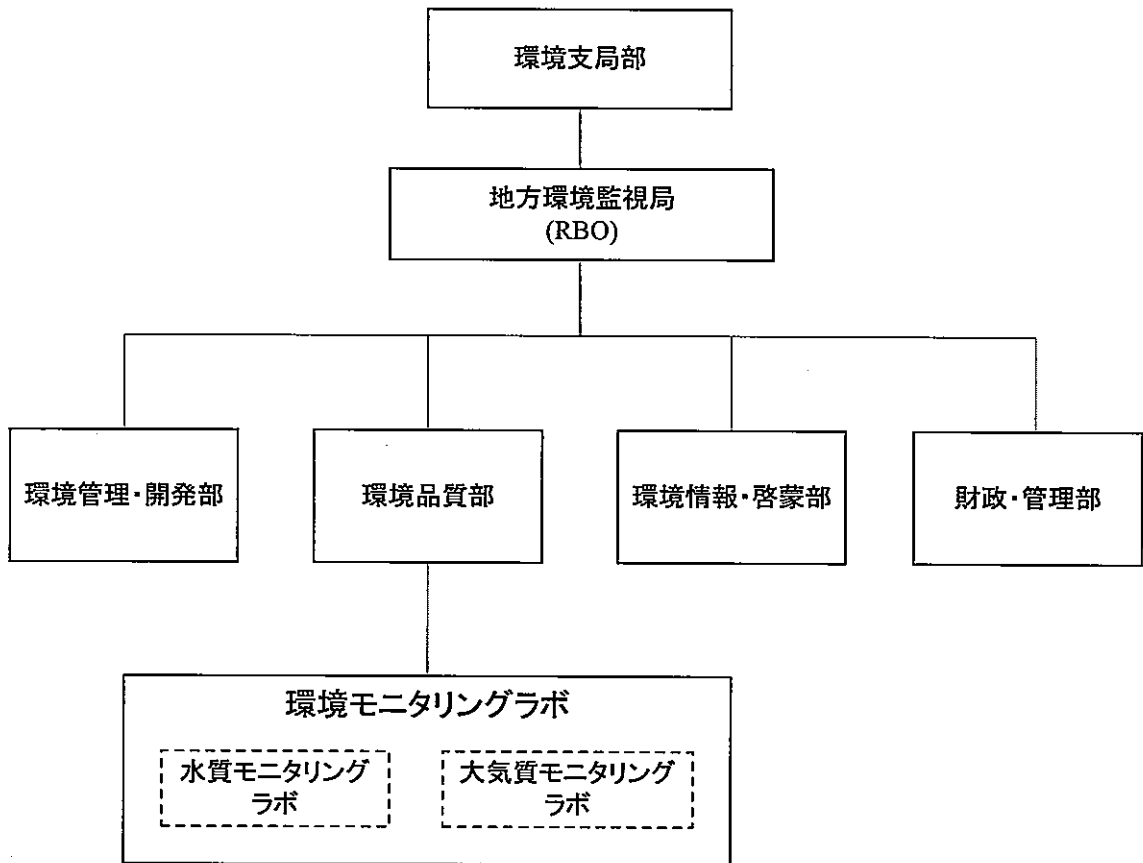 環境支局部
地方環境監視局
(RBO)
環境管理・開発部
環境品質部
環境情報・啓蒙部
財政・管理部
環境モニタリングラボ
水質モニタリング
ラボ
大気質モニタリング
ラボ